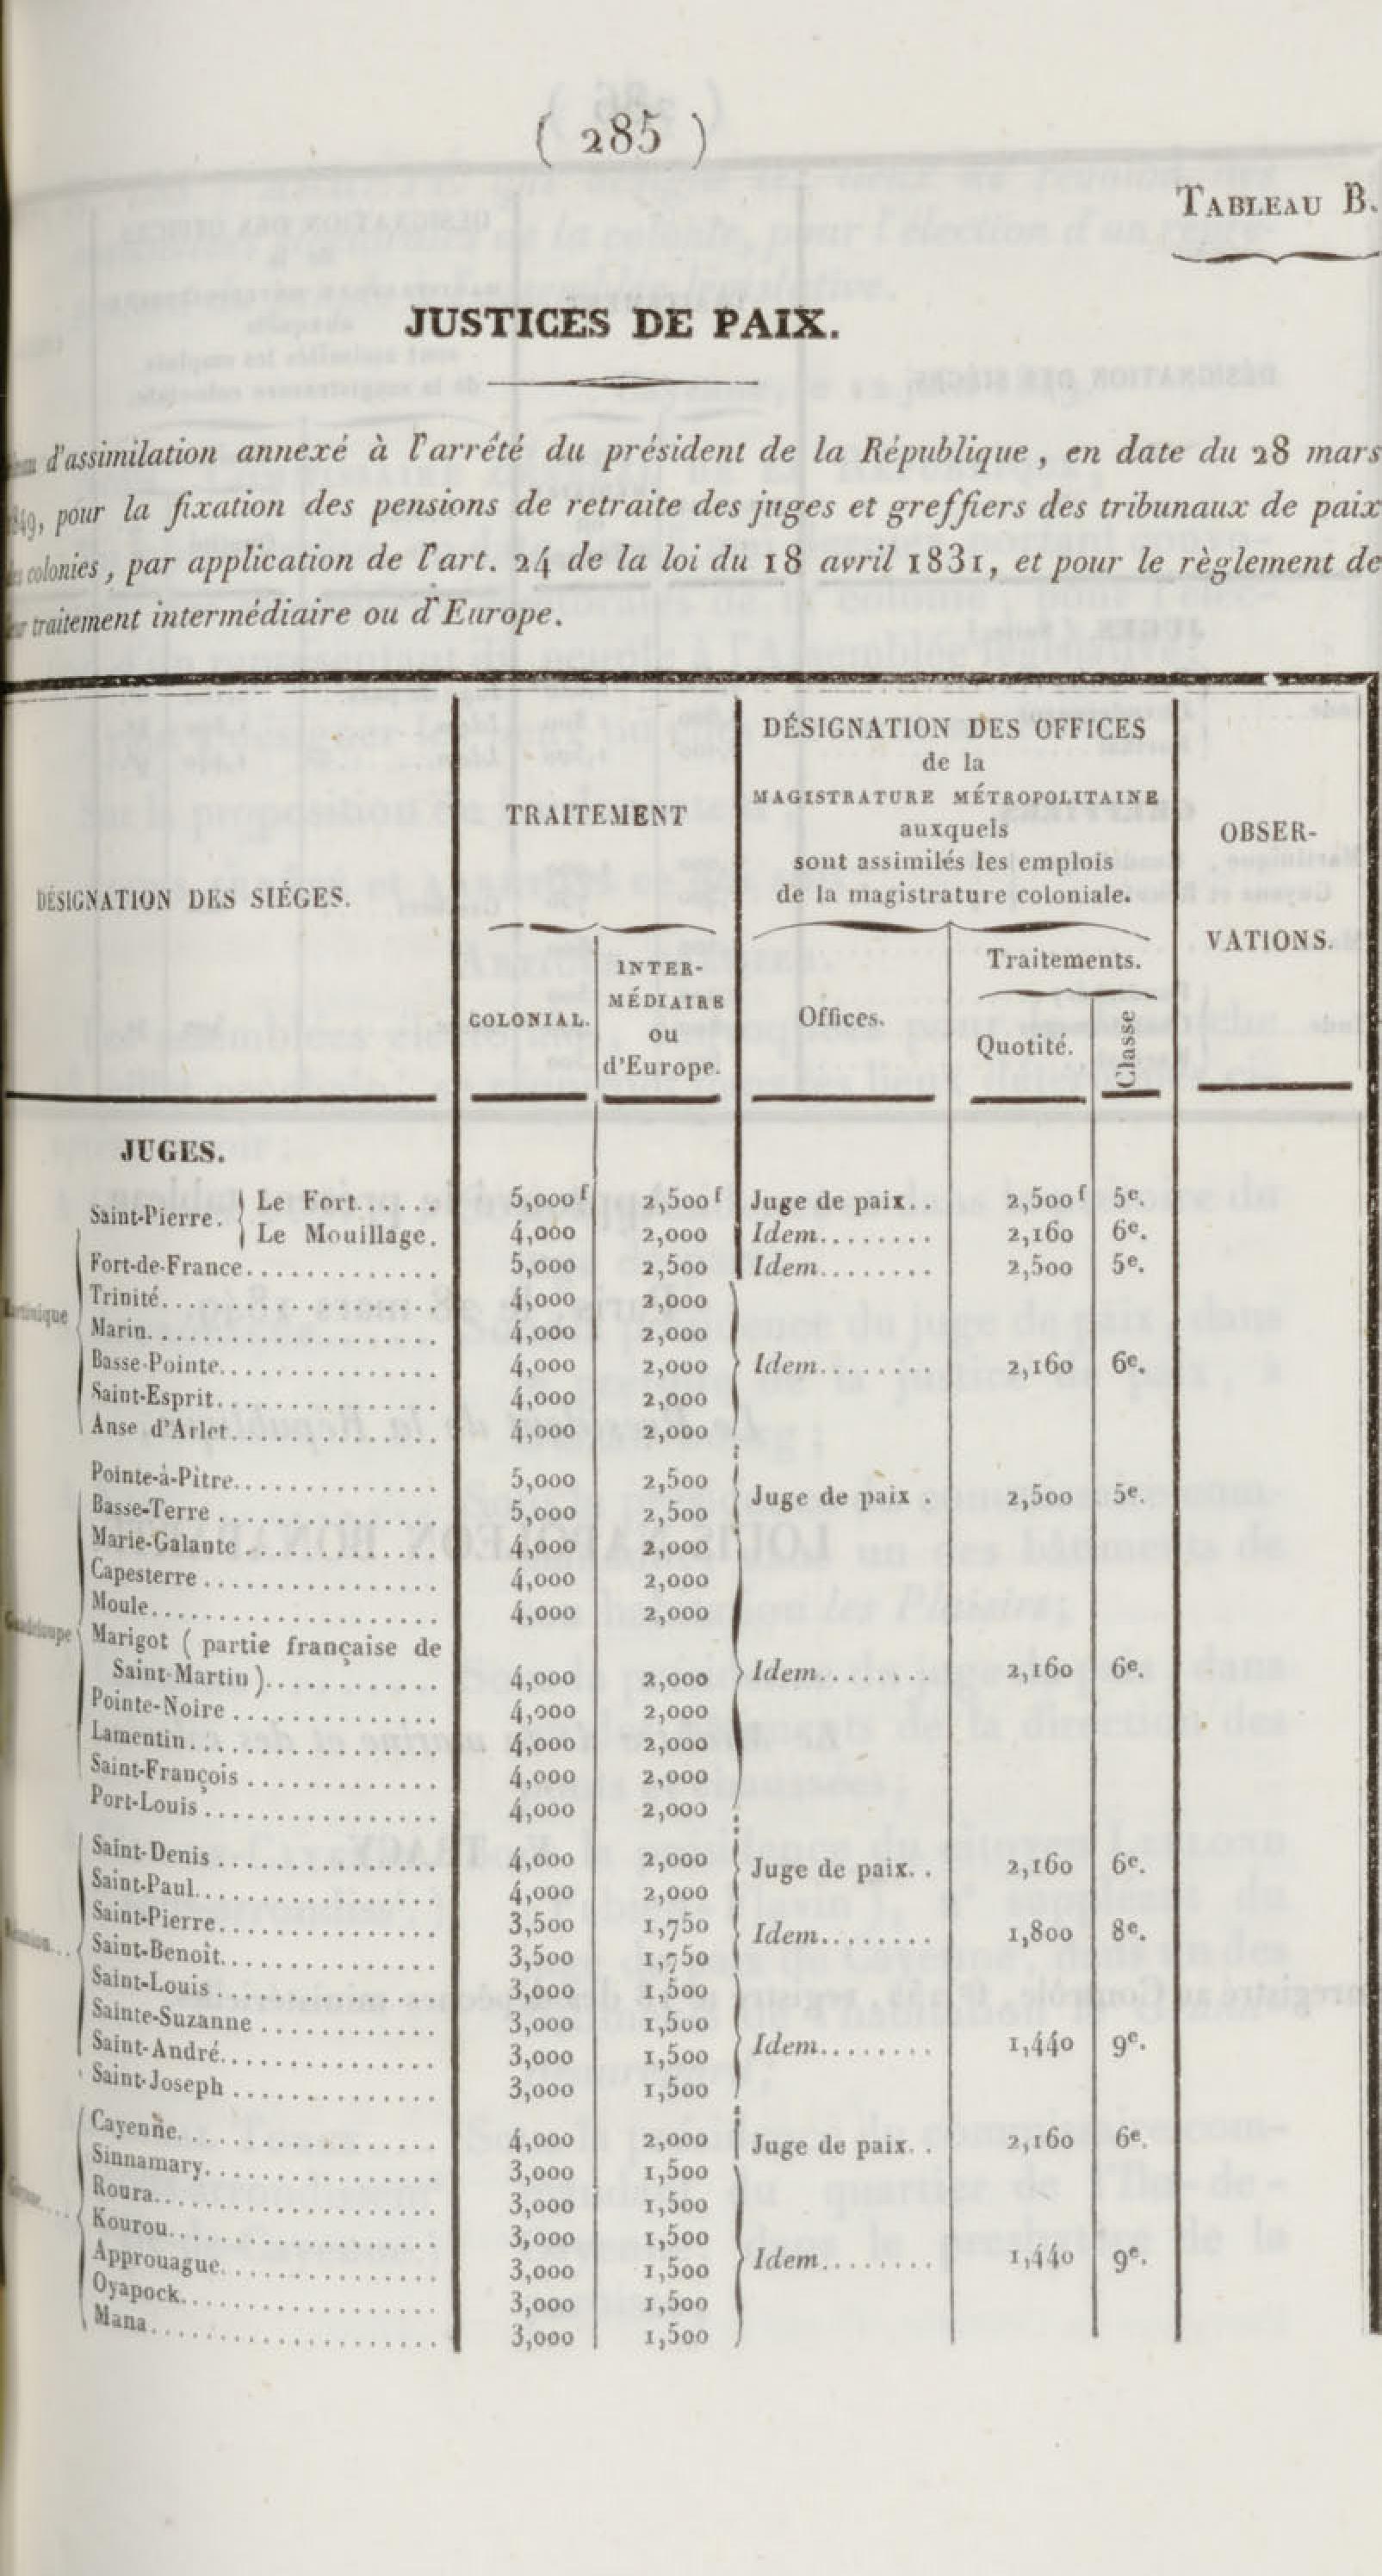 ( 285 )
TABLEAU B.
JUSTICES DE PAIX.
d'assimilation annexé à l'arrêté du président de la République, en date du 28 mars
pour la fixation des pensions de retraite des juges et greffiers des tribunaux de paix
colonies, par application de l'art. 24 de la loi du 18 avril 1831, et pour le règlement de
traitement intermédiaire ou d'Europe.
DÉSIGNATION DES SIÉGES.
TRAITEMENT
COLONIAL.
INTER-
MÉDIAIRE
ou
d'Europe.
DÉSIGNATION DES OFFICES
de la
MAGISTRATURE MÉTROPOLITAINE
auxquels
sont assimilés les emplois
de la magistrature coloniale.
Offices.
Traitements.
Quotité.
Classe
OBSER-
VATIONS.
JUGES.
Saint-Pierre. Le Fort...... 5,000f 2,500f Juge de paix.. 2,500f 5e.
Le Mouillage. 4,000 2,000 Idem........ 2,160 6e.
Fort-de-France............. 5,000 2,500 Idem........ 2,500 5e.
Trinité................... 4,000 2,000
Marin.................... 4,000 2,000
Basse-Pointe............... 4,000 2,000 Idem........ 2,160 6e.
Saint-Esprit............... 4,000 2,000
Anse d'Arlet.............. 4,000 2,000
Pointe-à-Pitre.............. 5,000 2,500
Juge de paix . 2,500 5e.
Basse-Terre ............... 5,000 2,500
Marie-Galante ............. 4,000 2,000
Capesterre ................ 4,000 2,000
Moule.................... 4,000 2,000
Guadeloupe
Marigot ( partie française de
Saint-Martin )............ 4,000 2,000 Idem........ 2,160 6e.
Pointe-Noire .............. 4,000 2,000
Lamentin................. 4,000 2,000
Saint-François ............. 4,000 2,000
Port-Louis ................ 4,000 2,000
Saint-Denis ............... 4,000 2,000
Juge de paix.. 2,160 6e.
Saint-Paul................. 4,000 2,000
Saint-Pierre............... 3,500 1,750
Idem........ 1,800 8e.
Saint-Benoît............... 3,500 1,750
Saint-Louis ............... 3,000 1,500
Sainte-Suzanne ............ 3,000 1,500
Idem........ 1,440 9e.
Saint-André............... 3,000 1,500
Saint-Joseph .............. 3,000 1,500
Cayenne.................. 4,000 2,000 Juge de paix. . 2,160 6e.
Sinnamary................ 3,000 1,500
Roura.................... 3,000 1,500
Kourou.................. 3,000 1,500
Idem........ 1,440 9e.
Approuague............... 3,000 1,500
Oyapock.................. 3,000 1,500
Mana.................... 3,000 1,500